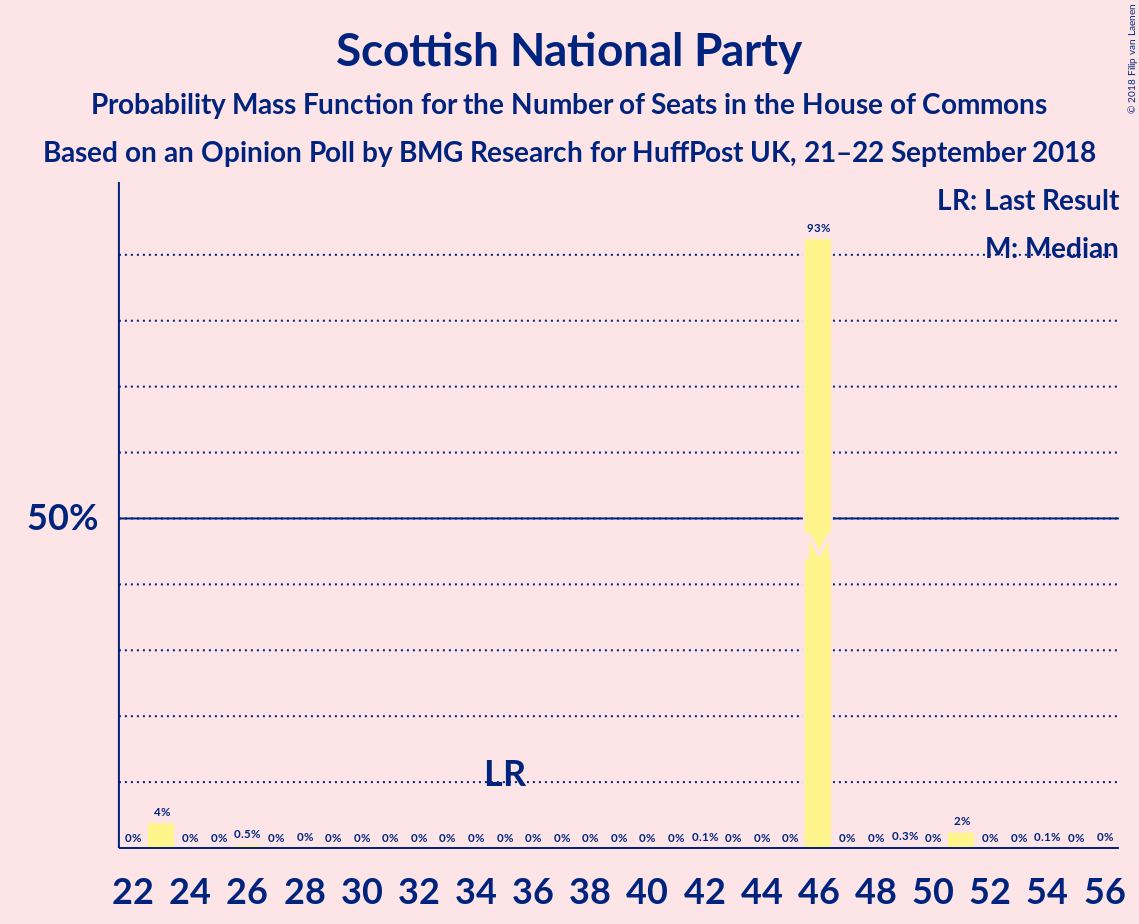 Scottish National Party
Probability Mass Function for the Number of Seats in the House of Commons
Based on an Opinion Poll by BMG Research for HuffPost UK, 21–22 September 2018
© 2018 Filip van Laenen
LR: Last Result
M: Median
93%
50%
M
LR
0% 4% 0% 0% 0.5% 0% 0% 0% 0% 0% 0% 0% 0% 0% 0% 0% 0% 0% 0% 0% 0.1% 0% 0% 0% 0% 0% 0.3% 0% 2% 0% 0% 0.1% 0% 0%
22 24 26 28 30 32 34 36 38 40 42 44 46 48 50 52 54 56